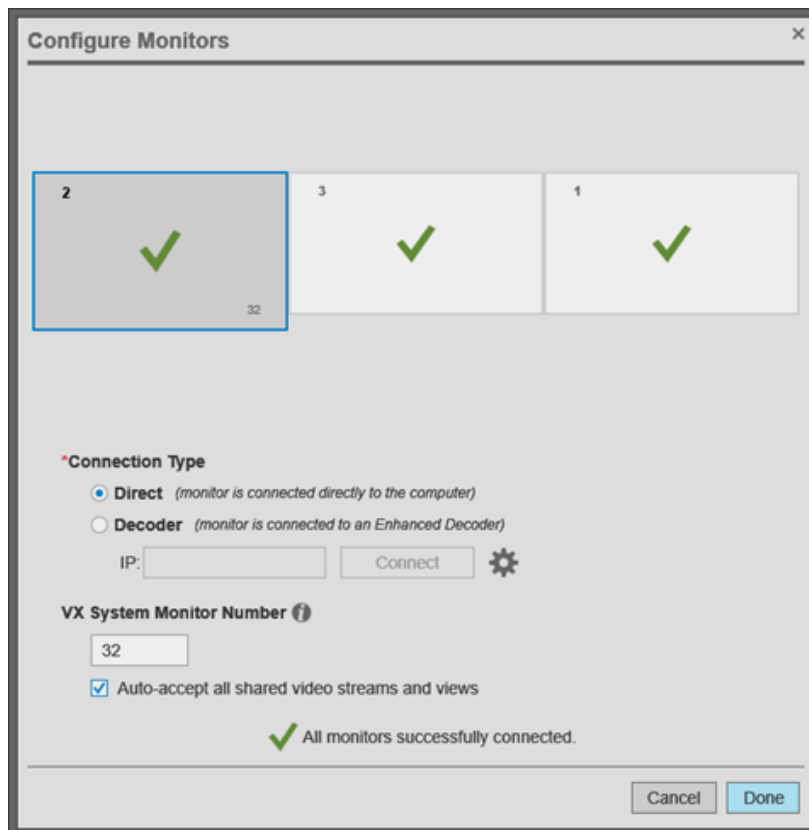 Configure Monitors
2
3
1
32
*Connection Type
Direct (monitor is connected directly to the computer)
Decoder (monitor is connected to an Enhanced Decoder)
IP:
Connect
VX System Monitor Number
32
Auto-accept all shared video streams and views
All monitors successfully connected.
Cancel
Done